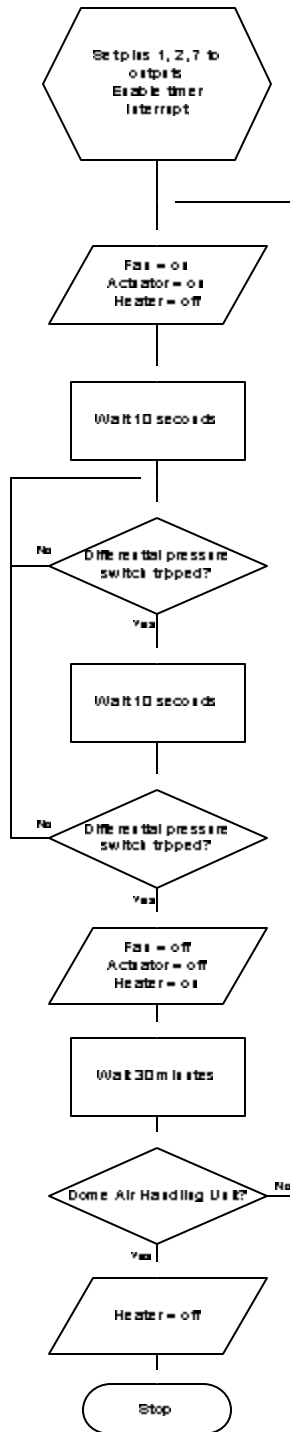 Set pins 1, 2, 7 to
outputs
Enable timer
Interrupt
Fan = on
Actuator = on
Heater = off
Wait 10 seconds
No
Differential pressure
switch tripped?
Yes
Wait 10 seconds
No
Differential pressure
switch tripped?
Yes
Fan = off
Actuator = off
Heater = on
Wait 30 minutes
Dome Air Handling Unit?
No
Yes
Heater = off
Stop